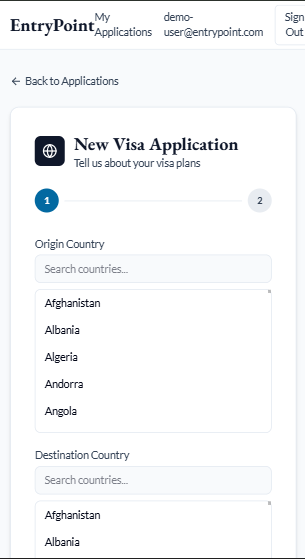 EntryPoint
My Applications
demo-user@entrypoint.com
Sign Out
← Back to Applications
New Visa Application
Tell us about your visa plans
1
2
Origin Country
Search countries...
Afghanistan
Albania
Algeria
Andorra
Angola
Destination Country
Search countries...
Afghanistan
Albania